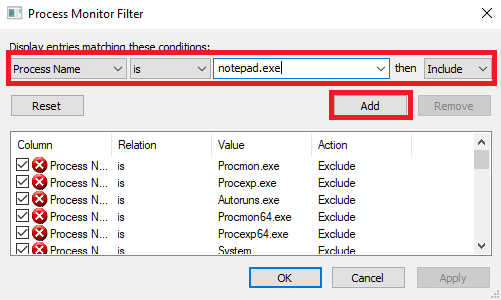 Process Monitor Filter
Display entries matching these conditions:
Process Name is notepad.exe then Include
Reset Add Remove
Column Relation Value Action
Process N... is Procmon.exe Exclude
Process N... is Procexp.exe Exclude
Process N... is Autoruns.exe Exclude
Process N... is Procmon64.exe Exclude
Process N... is Procexp64.exe Exclude
Process N... is System Exclude
OK Cancel Apply